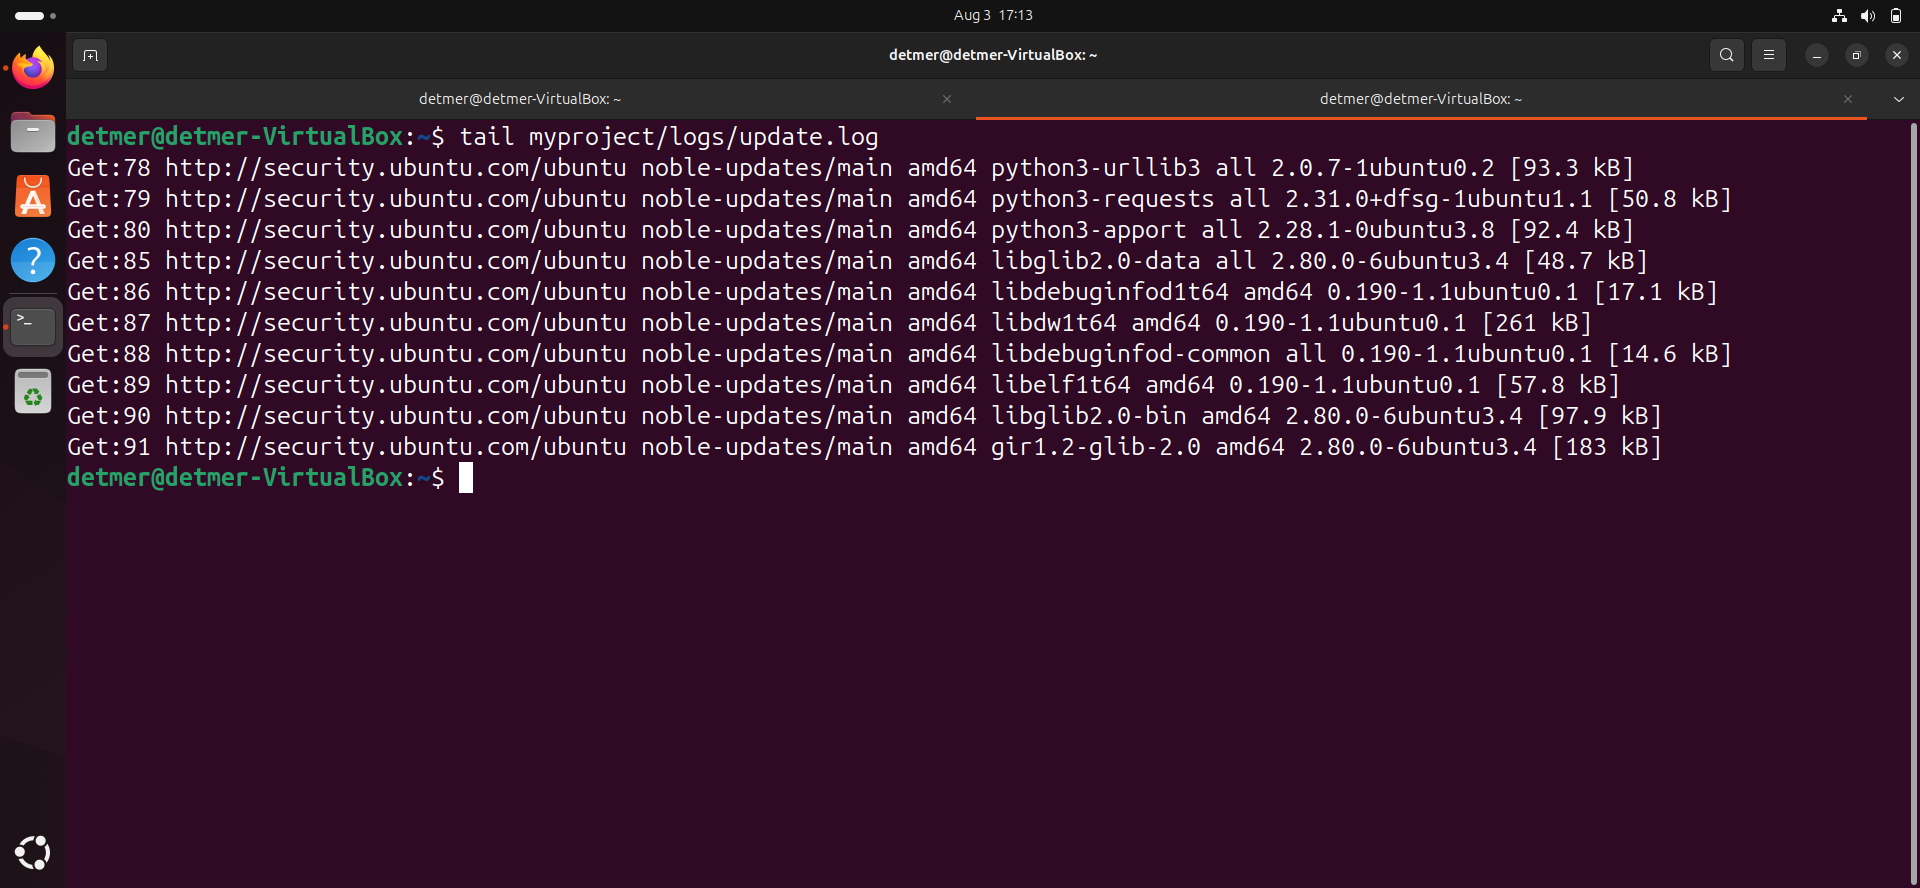 Aug 3 17:13
detmer@detmer-VirtualBox: ~
detmer@detmer-VirtualBox: ~
detmer@detmer-VirtualBox: ~
detmer@detmer-VirtualBox:~$ tail myproject/logs/update.log
Get:78 http://security.ubuntu.com/ubuntu noble-updates/main amd64 python3-urllib3 all 2.0.7-1ubuntu0.2 [93.3 kB]
Get:79 http://security.ubuntu.com/ubuntu noble-updates/main amd64 python3-requests all 2.31.0+dfsg-1ubuntu1.1 [50.8 kB]
Get:80 http://security.ubuntu.com/ubuntu noble-updates/main amd64 python3-apport all 2.28.1-0ubuntu3.8 [92.4 kB]
Get:85 http://security.ubuntu.com/ubuntu noble-updates/main amd64 libglib2.0-data all 2.80.0-6ubuntu3.4 [48.7 kB]
Get:86 http://security.ubuntu.com/ubuntu noble-updates/main amd64 libdebuginfod1t64 amd64 0.190-1.1ubuntu0.1 [17.1 kB]
Get:87 http://security.ubuntu.com/ubuntu noble-updates/main amd64 libdw1t64 amd64 0.190-1.1ubuntu0.1 [261 kB]
Get:88 http://security.ubuntu.com/ubuntu noble-updates/main amd64 libdebuginfod-common all 0.190-1.1ubuntu0.1 [14.6 kB]
Get:89 http://security.ubuntu.com/ubuntu noble-updates/main amd64 libelf1t64 amd64 0.190-1.1ubuntu0.1 [57.8 kB]
Get:90 http://security.ubuntu.com/ubuntu noble-updates/main amd64 libglib2.0-bin amd64 2.80.0-6ubuntu3.4 [97.9 kB]
Get:91 http://security.ubuntu.com/ubuntu noble-updates/main amd64 gir1.2-glib-2.0 amd64 2.80.0-6ubuntu3.4 [183 kB]
detmer@detmer-VirtualBox:~$